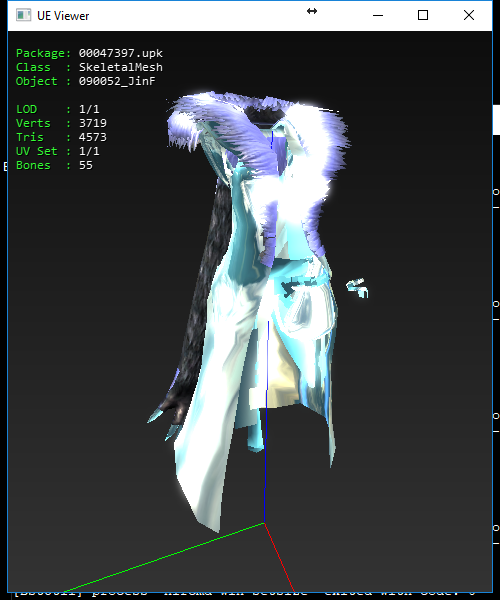 UE Viewer
Package: 00047397.upk
Class : SkeletalMesh
Object : 090052_JinF
LOD : 1/1
Verts : 3719
Tris : 4573
UV Set : 1/1
Bones : 55